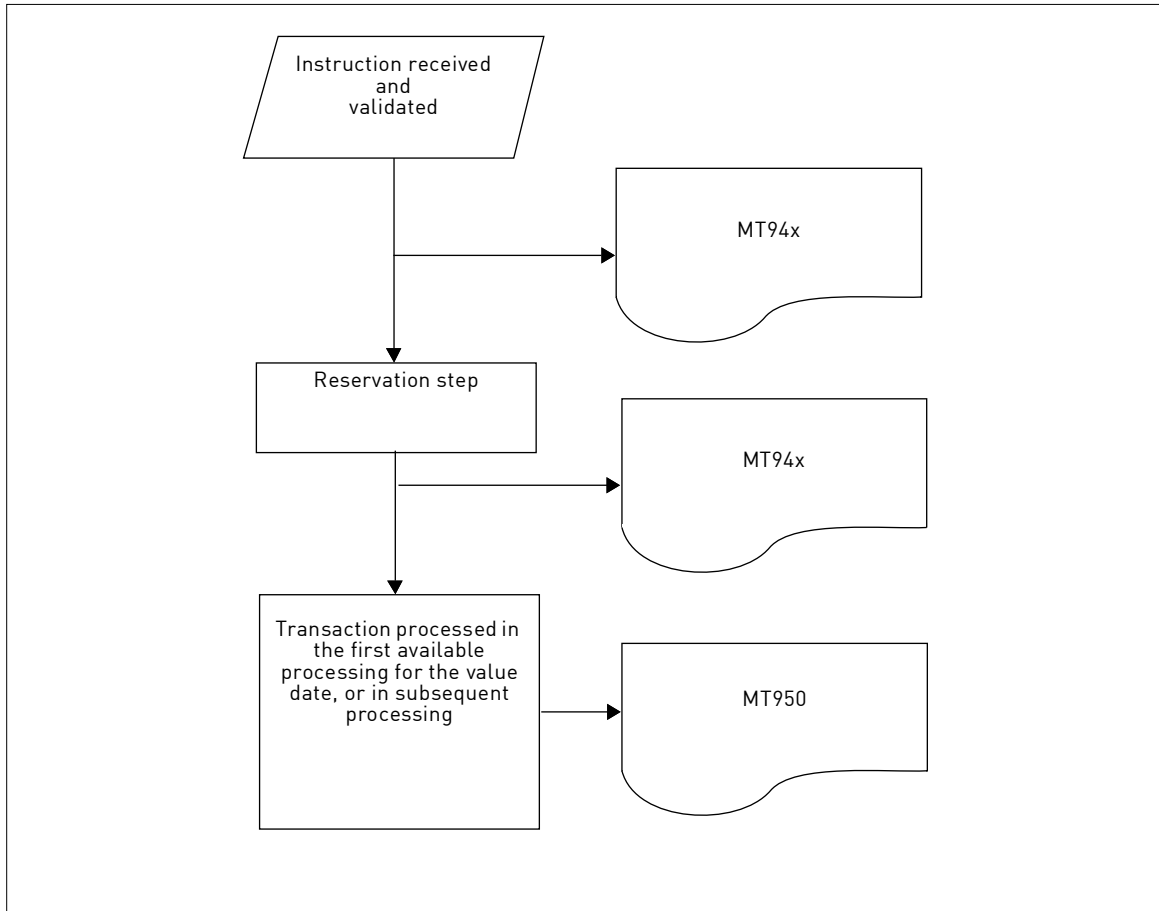 Instruction received
and
validated
MT94x
Reservation step
MT94x
Transaction processed in
the first available
processing for the value
date, or in subsequent
processing
MT950